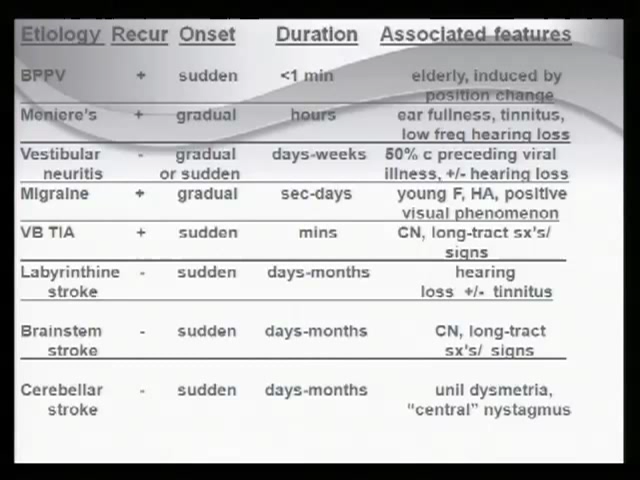 Etiology Recur Onset Duration Associated features
BPPV + sudden <1 min elderly, induced by
position change
Meniere's + gradual hours ear fullness, tinnitus,
low freq hearing loss
Vestibular - gradual days-weeks 50% c preceding viral
neuritis or sudden illness, +/- hearing loss
Migraine + gradual sec-days young F, HA, positive
visual phenomenon
VB TIA + sudden mins CN, long-tract sx's/
signs
Labyrinthine - sudden days-months hearing
stroke loss +/- tinnitus
Brainstem - sudden days-months CN, long-tract
stroke sx's/ signs
Cerebellar - sudden days-months unil dysmetria,
stroke "central" nystagmus